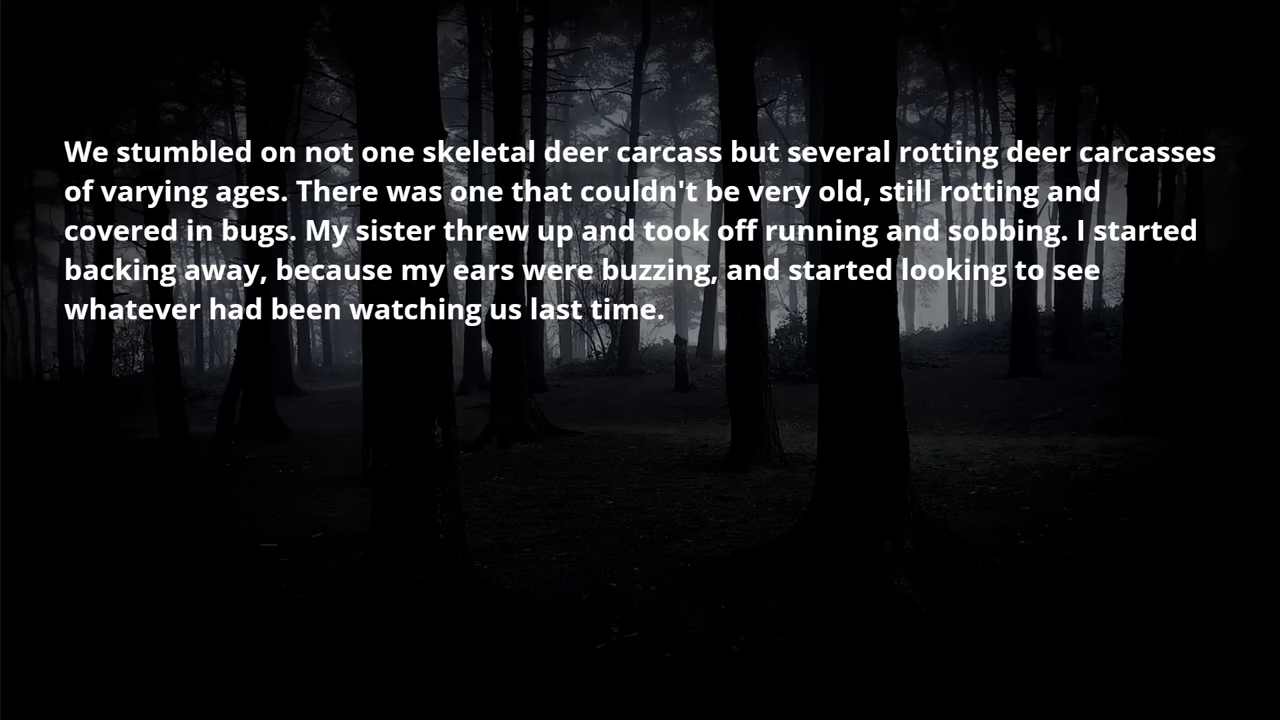 We stumbled on not one skeletal deer carcass but several rotting deer carcasses
of varying ages. There was one that couldn't be very old, still rotting and
covered in bugs. My sister threw up and took off running and sobbing. I started
backing away, because my ears were buzzing, and started looking to see
whatever had been watching us last time.